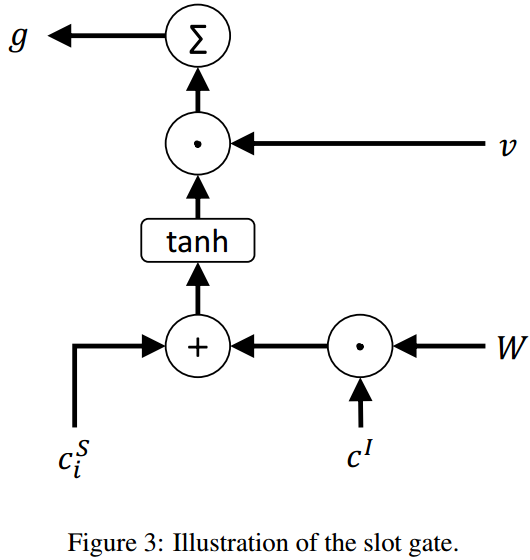 g
Σ
·
v
tanh
+
·
W
c_i^S
c^I
Figure 3: Illustration of the slot gate.